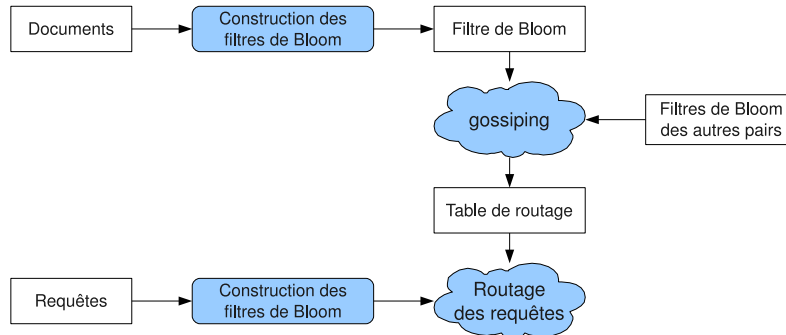 Documents
Construction des
filtres de Bloom
Filtre de Bloom
gossiping
Filtres de Bloom
des autres pairs
Table de routage
Requêtes
Construction des
filtres de Bloom
Routage
des requêtes